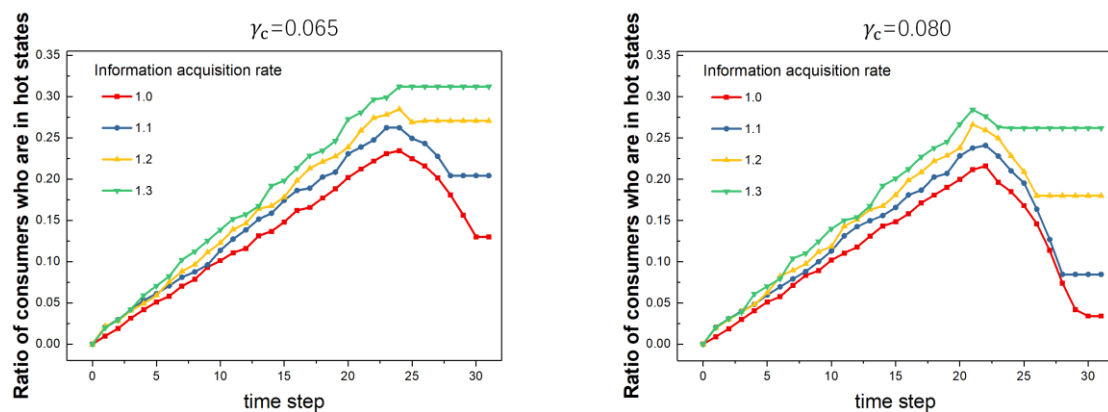 γc=0.065
Ratio of consumers who are in hot states
0.35
0.30
0.25
0.20
0.15
0.10
0.05
0.00
Information acquisition rate
1.0
1.1
1.2
1.3
0 5 10 15 20 25 30
time step
γc=0.080
Ratio of consumers who are in hot states
0.35
0.30
0.25
0.20
0.15
0.10
0.05
0.00
Information acquisition rate
1.0
1.1
1.2
1.3
0 5 10 15 20 25 30
time step